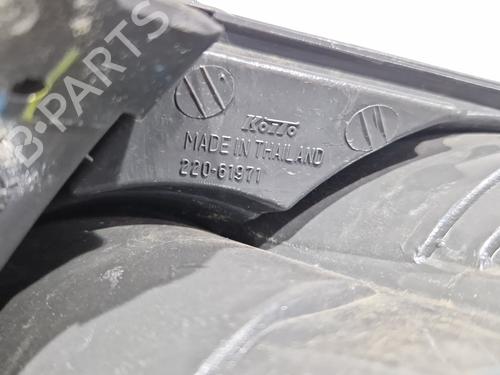 Koito
MADE IN THAILAND
220-61971
B-PARTS